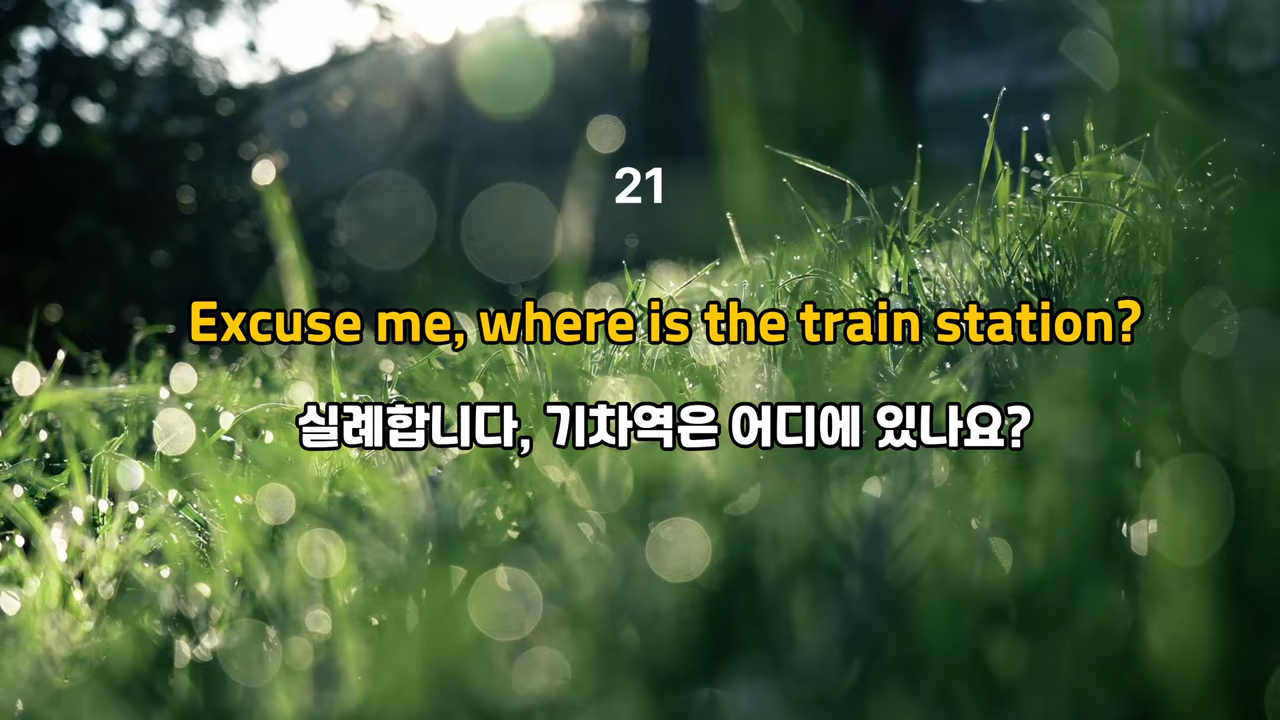 21
Excuse me, where is the train station?
실례합니다, 기차역은 어디에 있나요?